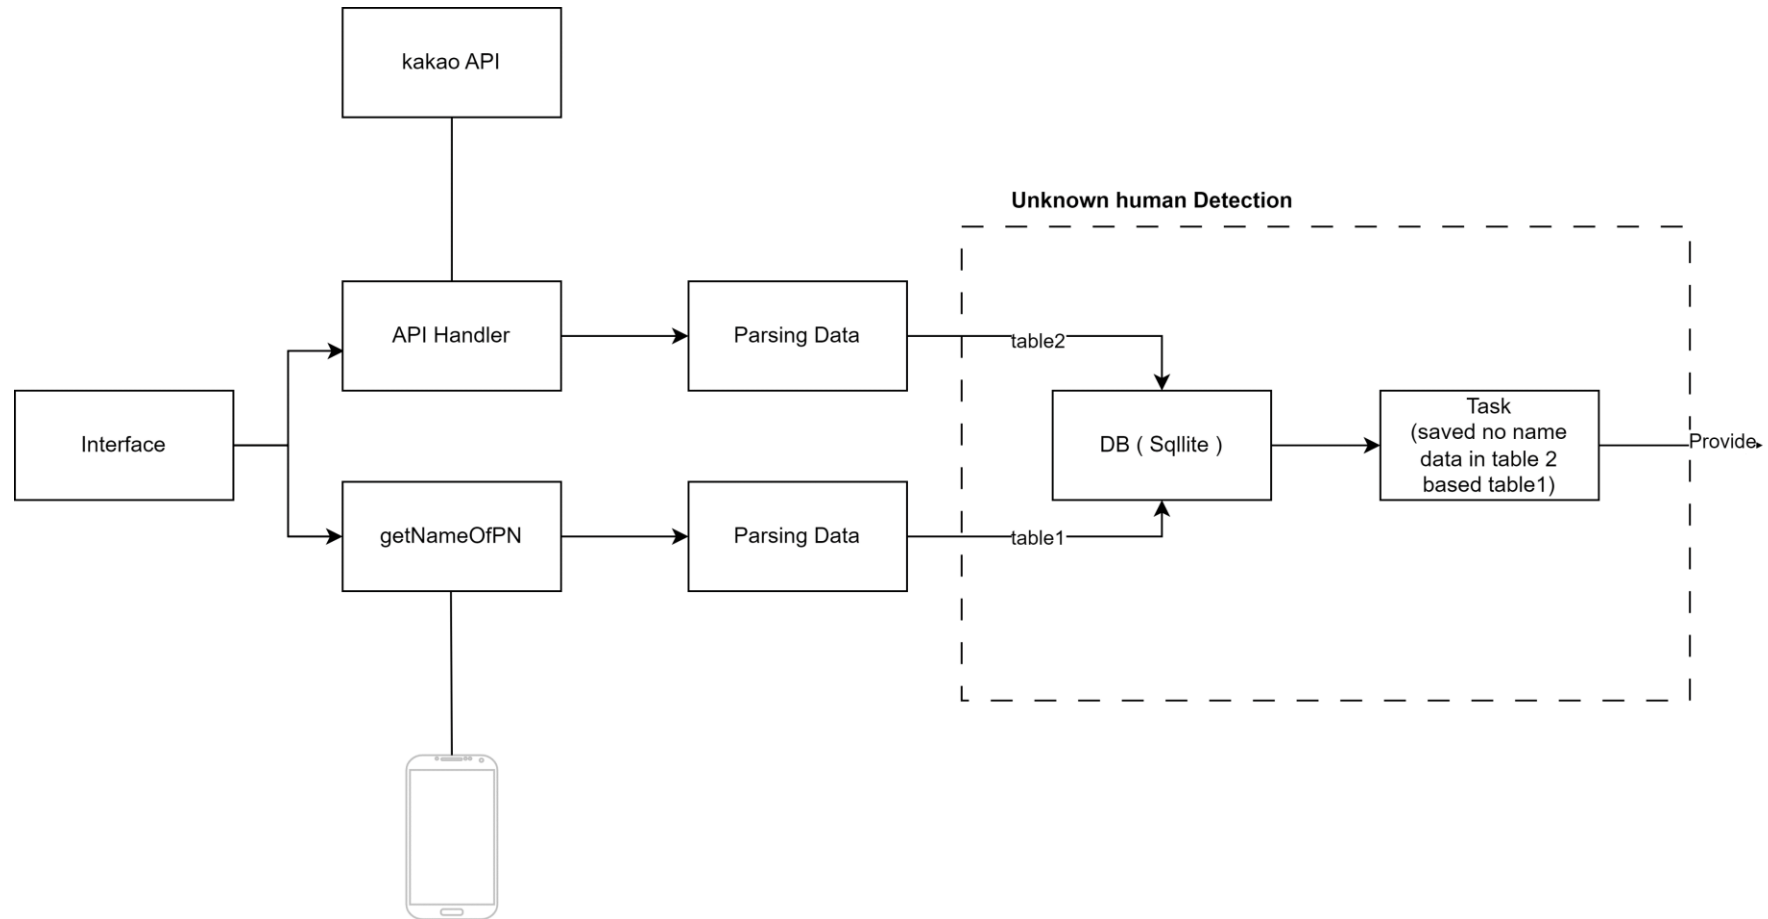 kakao API
Unknown human Detection
API Handler
Parsing Data
table2
Interface
DB ( Sqllite )
Task
(saved no name
data in table 2
based table1)
Provide
getNameOfPN
Parsing Data
table1